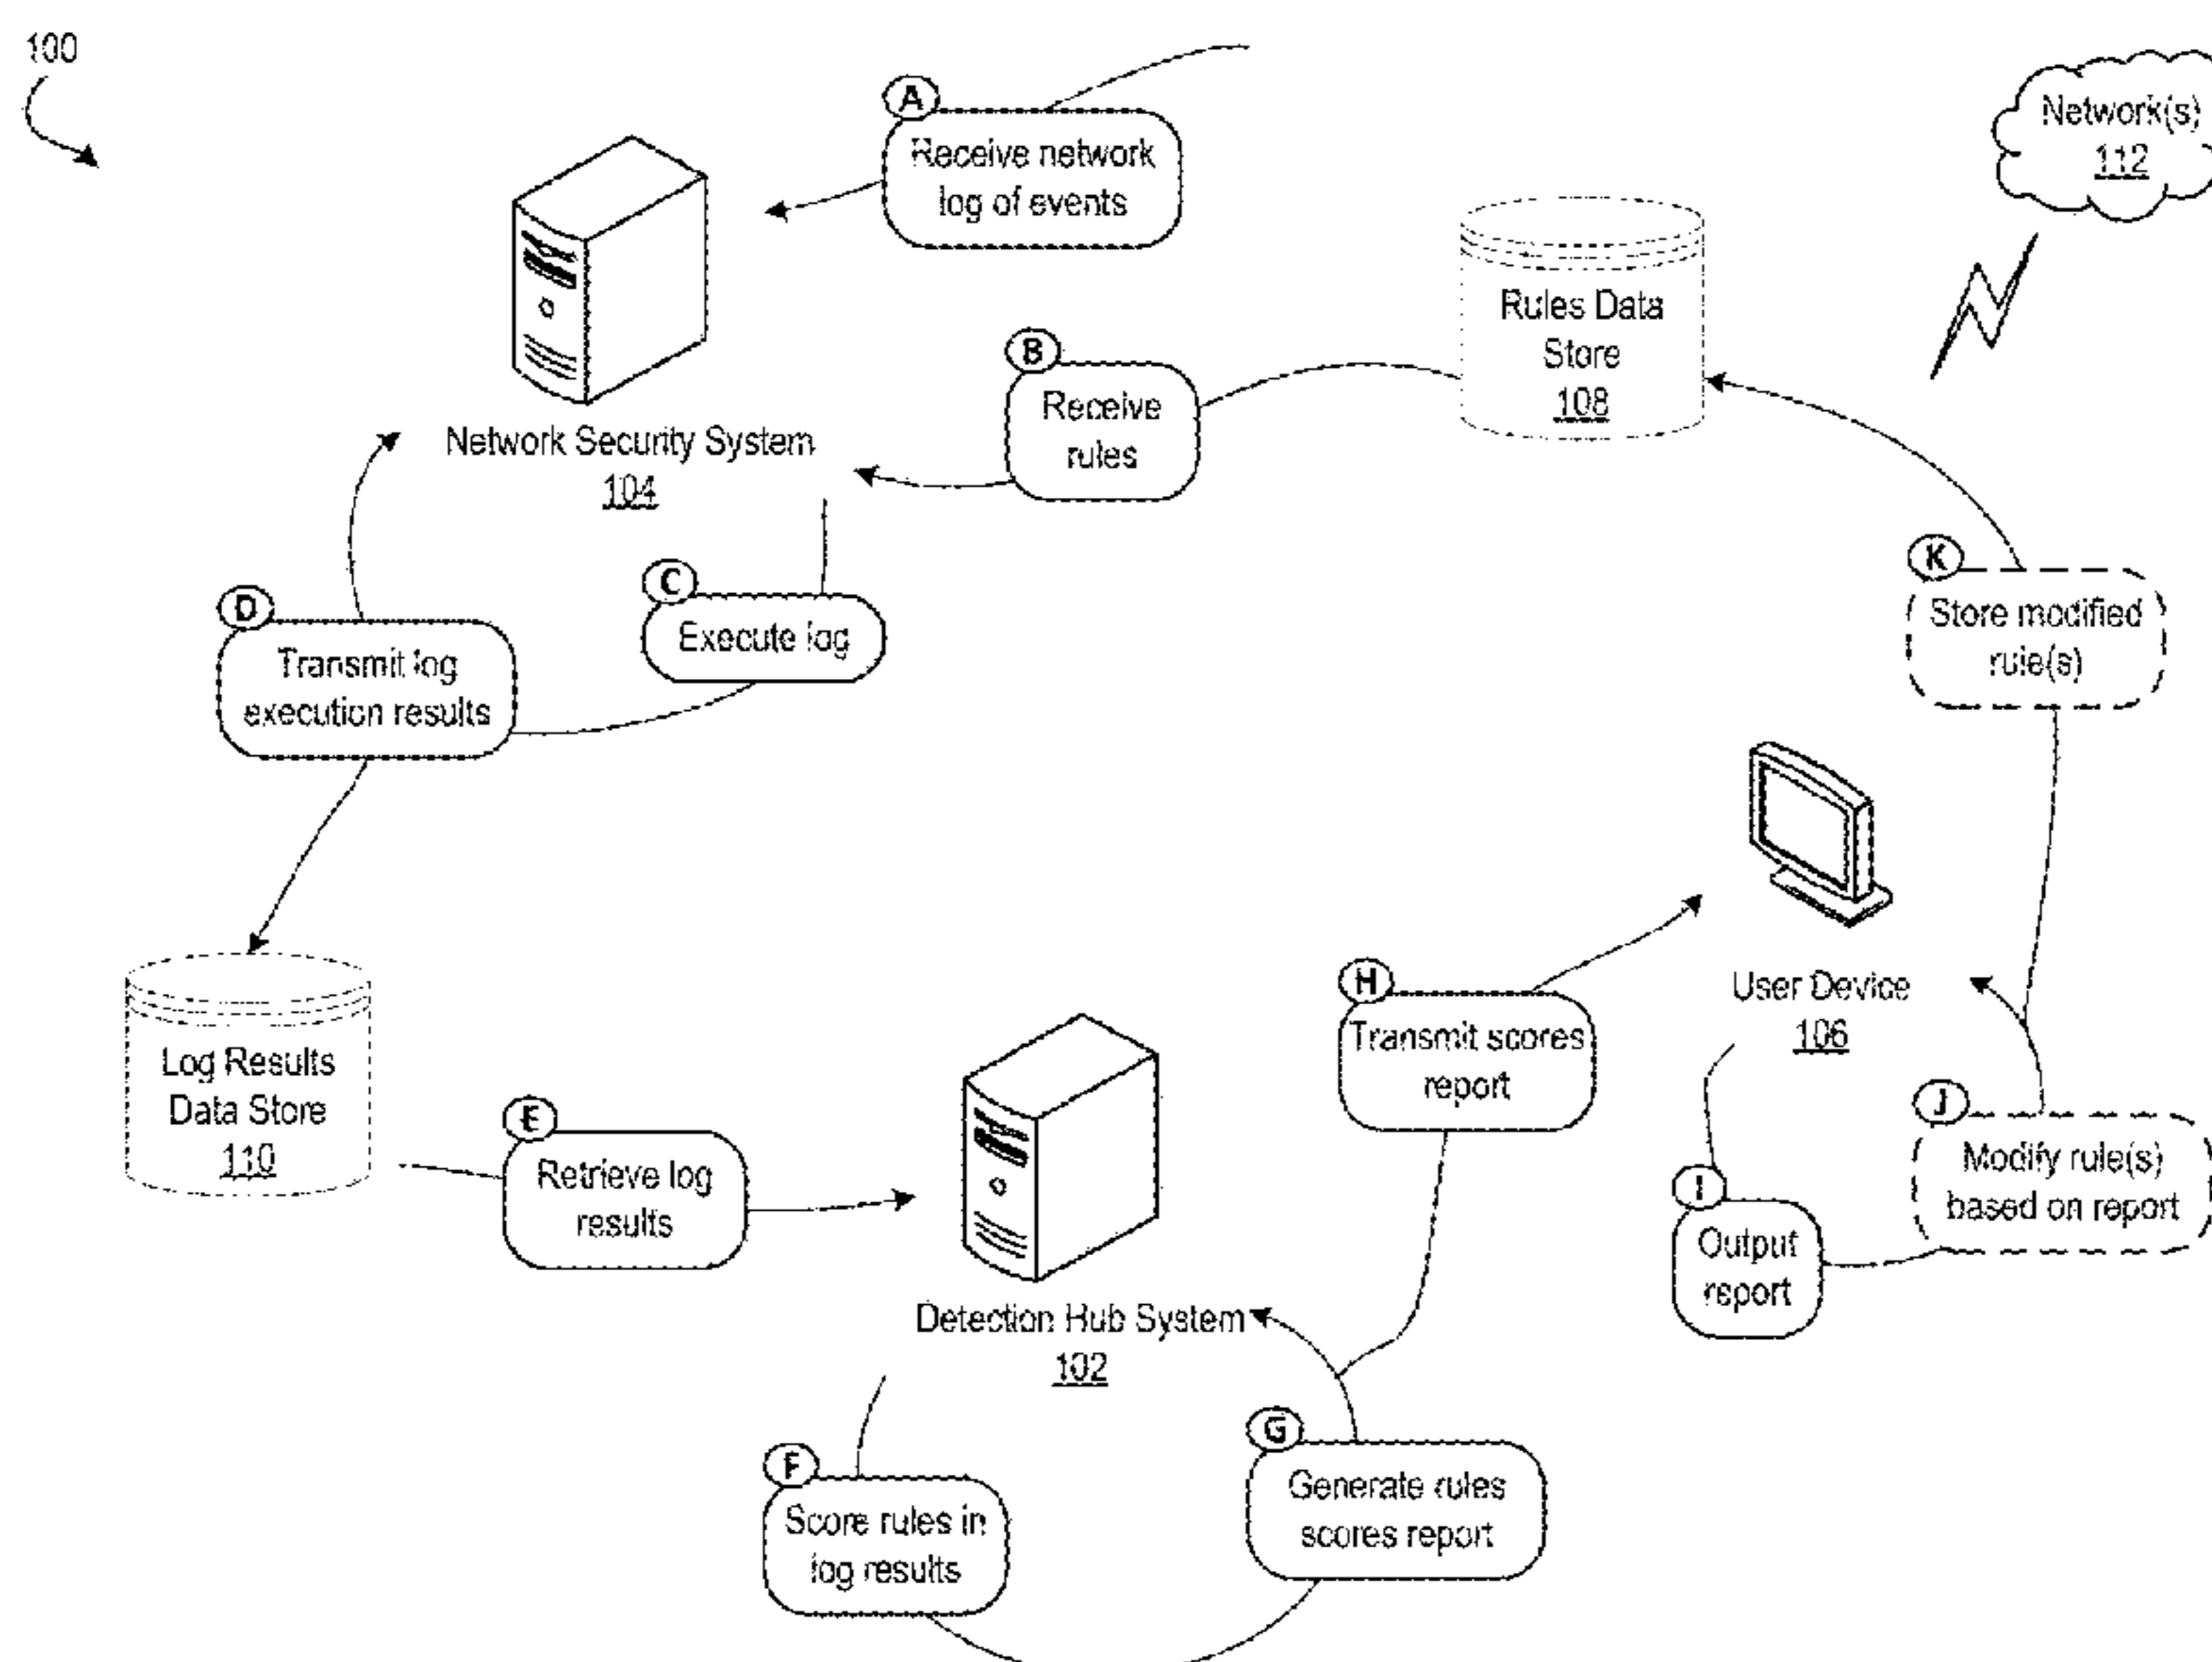 100
A
Receive network
log of events
Network(s)
112
Rules Data
Store
108
B
Receive
rules
Network Security System
104
C
Execute log
D
Transmit log
execution results
K
Store modified
rule(s)
User Device
106
H
Transmit scores
report
Log Results
Data Store
110
E
Retrieve log
results
J
Modify rule(s)
based on report
I
Output
report
Detection Hub System
102
F
Score rules in
log results
G
Generate rules
scores report